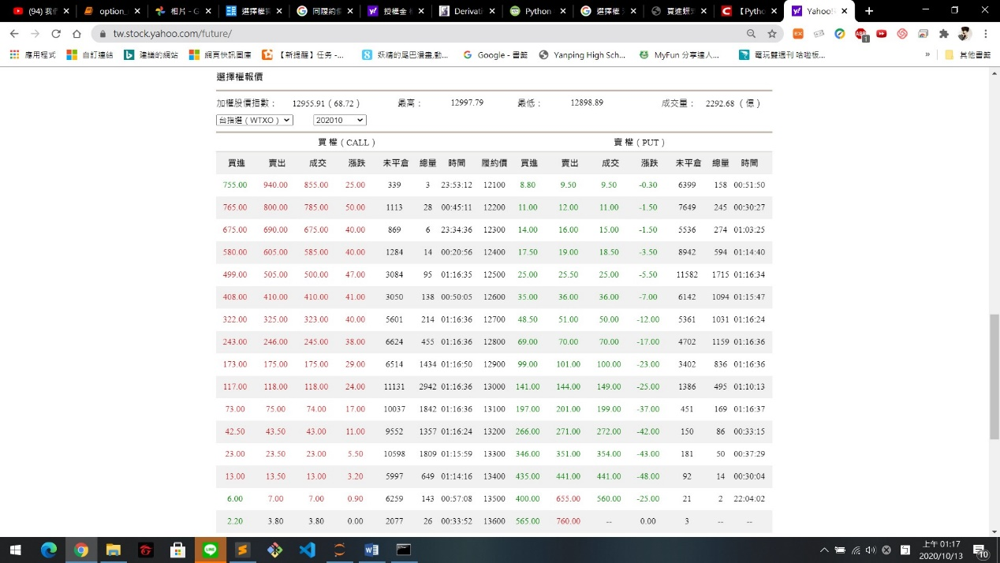 (94) 我們
option_
相片 - G
選擇權損
同履約價
授權金 -
Derivati
Python
選擇權
買進蝶式
【Pytho
Yahoo!
tw.stock.yahoo.com/future/
應用程式 自訂連結 建議的網站 網頁快訊圖庫 【新提醒】任務 -... 妖精的尾巴漫畫,動... Google - 書籤 Yanping High Sch... MyFun 分享達人... 電玩雙週刊 哈啦板... » 其他書籤
選擇權報價
加權股價指數： 12955.91 ( 68.72 ) 最高： 12997.79 最低： 12898.89 成交量： 2292.68 ( 億 )
台指選 ( WTXO ) 202010
買 權 ( CALL ) 賣 權 ( PUT )
買進 賣出 成交 漲跌 未平倉 總量 時間 履約價 買進 賣出 成交 漲跌 未平倉 總量 時間
755.00 940.00 855.00 25.00 339 3 23:53:12 12100 8.80 9.50 9.50 -0.30 6399 158 00:51:50
765.00 800.00 785.00 50.00 1113 28 00:45:11 12200 11.00 12.00 11.00 -1.50 7649 245 00:30:27
675.00 690.00 675.00 40.00 869 6 23:34:36 12300 14.00 16.00 15.00 -1.50 5536 274 01:03:25
580.00 605.00 585.00 40.00 1284 14 00:20:56 12400 17.50 19.00 18.50 -3.50 8942 594 01:14:40
499.00 505.00 500.00 47.00 3084 95 01:16:35 12500 25.00 25.50 25.00 -5.50 11582 1715 01:16:34
408.00 410.00 410.00 41.00 3050 138 00:50:05 12600 35.00 36.00 36.00 -7.00 6142 1094 01:15:47
322.00 325.00 323.00 40.00 5601 214 01:16:36 12700 48.50 51.00 50.00 -12.00 5361 1031 01:16:24
243.00 246.00 245.00 38.00 6624 455 01:16:36 12800 69.00 70.00 70.00 -17.00 4702 1159 01:16:36
173.00 175.00 175.00 29.00 6514 1434 01:16:50 12900 99.00 101.00 100.00 -23.00 3402 836 01:16:36
117.00 118.00 118.00 24.00 11131 2942 01:16:36 13000 141.00 144.00 149.00 -25.00 1386 495 01:10:13
73.00 75.00 74.00 17.00 10037 1842 01:16:36 13100 197.00 201.00 199.00 -37.00 451 169 01:16:37
42.50 43.50 43.00 11.00 9552 1357 01:16:24 13200 266.00 271.00 272.00 -42.00 150 86 00:33:15
23.00 23.50 23.00 5.50 10598 1809 01:15:59 13300 346.00 351.00 354.00 -43.00 181 50 00:37:29
13.00 13.50 13.00 3.20 5997 649 01:14:16 13400 435.00 441.00 441.00 -48.00 92 14 00:30:04
6.00 7.00 7.00 0.90 6259 143 00:57:08 13500 400.00 655.00 560.00 -25.00 21 2 22:04:02
2.20 3.80 3.80 0.00 2077 26 00:33:52 13600 565.00 760.00 -- 0.00 3 -- --
上午 01:17
2020/10/13
10